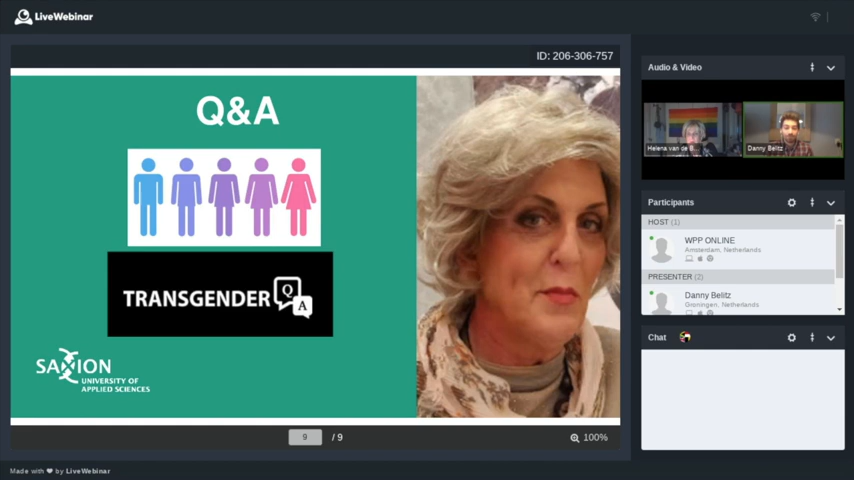 LiveWebinar
ID: 206-306-757
Q&A
TRANSGENDER Q A
SAXION
UNIVERSITY OF
APPLIED SCIENCES
9 / 9
100%
Audio & Video
Helena van de B...
Danny Belitz
Participants
HOST (1)
WPP ONLINE
Amsterdam, Netherlands
PRESENTER (2)
Danny Belitz
Groningen, Netherlands
Chat
Made with ❤ by LiveWebinar